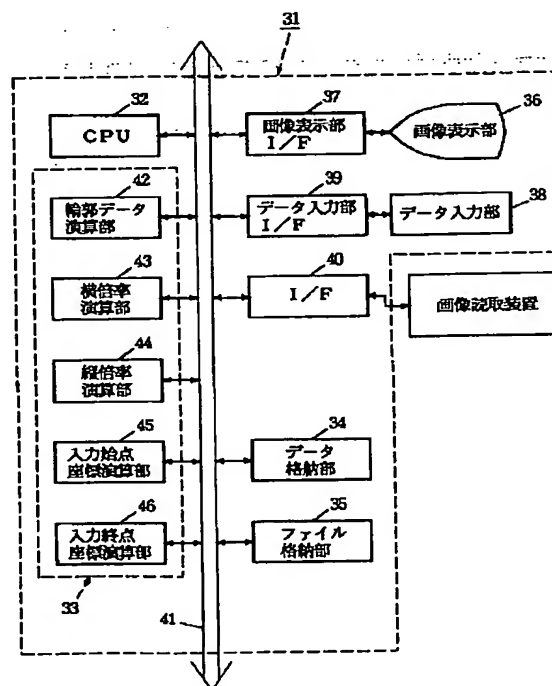 31
32
CPU
37
画像表示部
I/F
36
画像表示部
42
輪郭データ
演算部
39
データ入力部
I/F
38
データ入力部
43
横倍率
演算部
40
I/F
画像読取装置
44
縦倍率
演算部
45
入力始点
座標演算部
34
データ
格納部
46
入力終点
座標演算部
35
ファイル
格納部
33
41